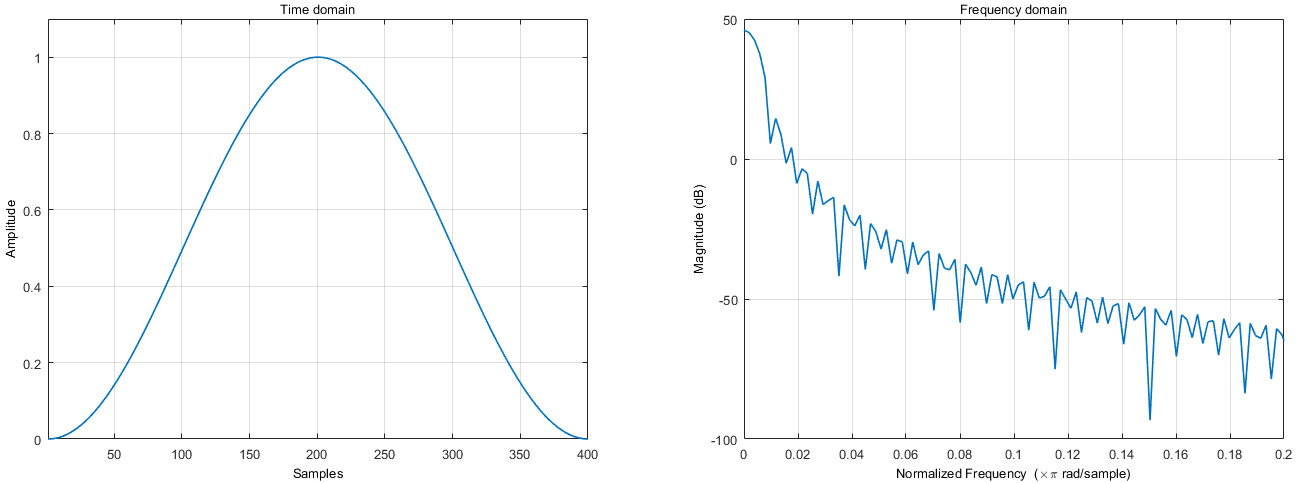 Time domain
Amplitude
1
0.8
0.6
0.4
0.2
0
50 100 150 200 250 300 350 400
Samples
Frequency domain
Magnitude (dB)
50
0
-50
-100
0 0.02 0.04 0.06 0.08 0.1 0.12 0.14 0.16 0.18 0.2
Normalized Frequency (×π rad/sample)